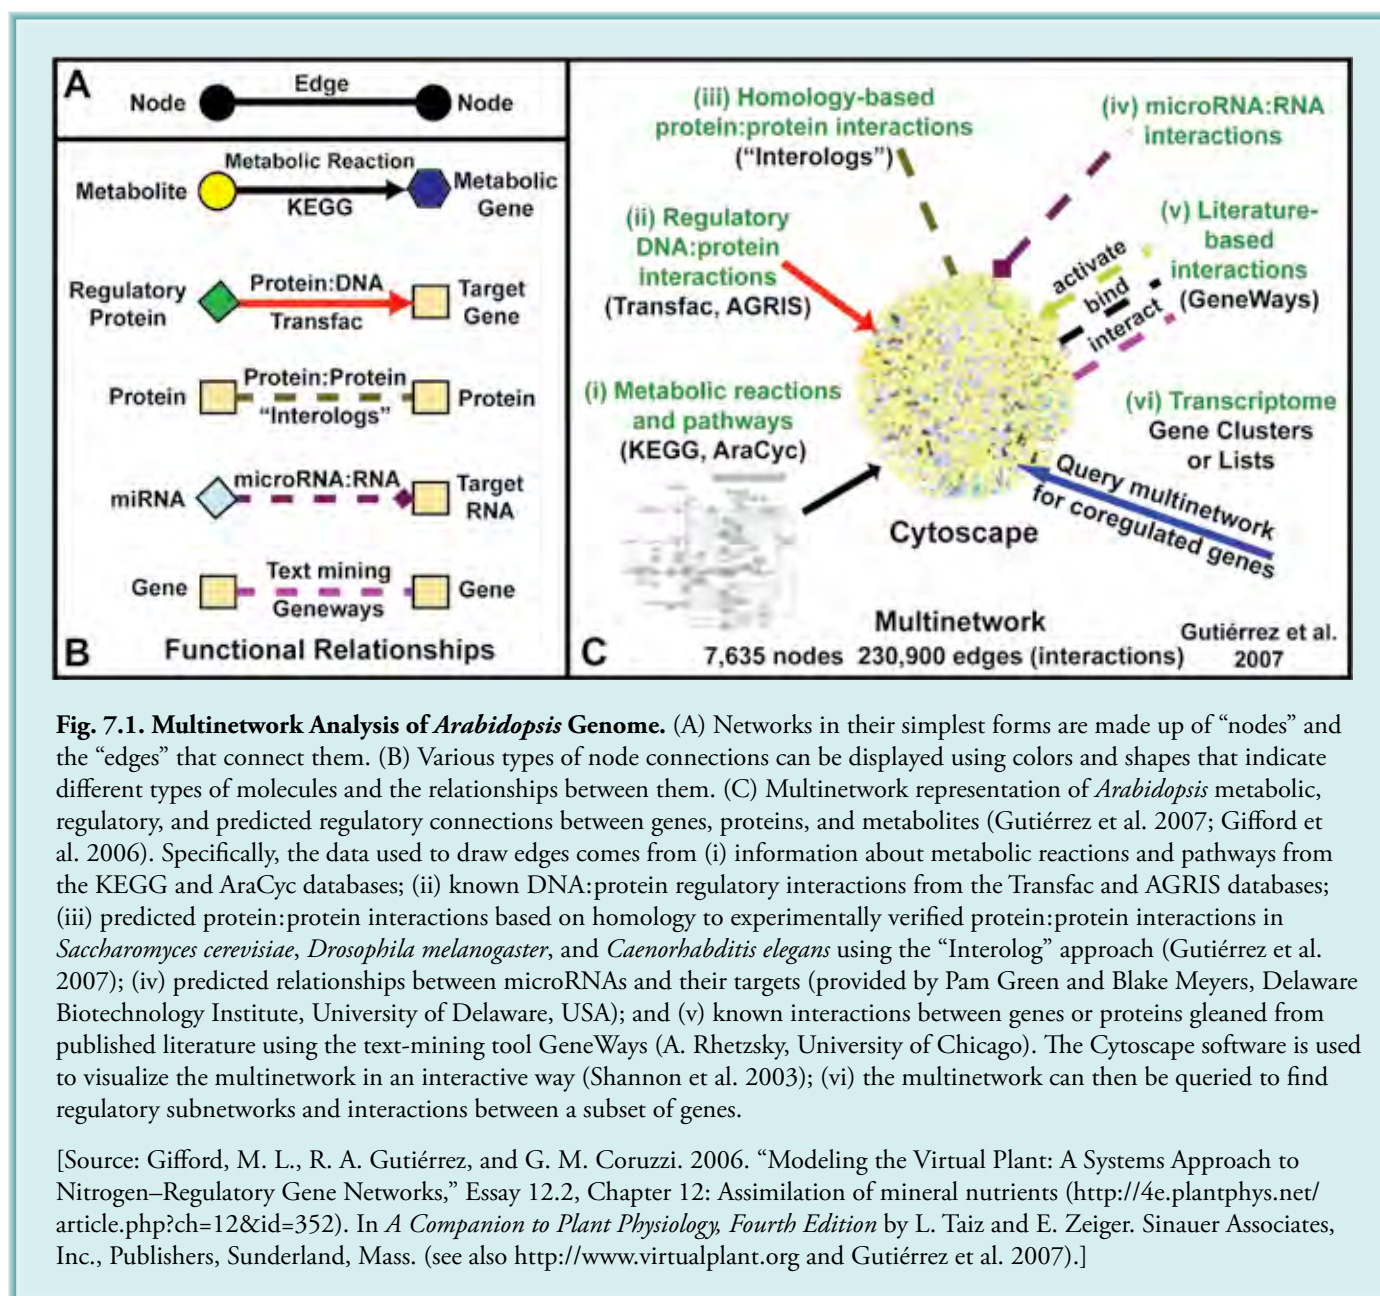 A
Node
Edge
Node
Metabolite
Metabolic Reaction
KEGG
Metabolic
Gene
Regulatory
Protein
Protein:DNA
Transfac
Target
Gene
Protein
Protein:Protein
“Interologs”
Protein
miRNA
microRNA:RNA
Target
RNA
Gene
Text mining
Geneways
Gene
B
Functional Relationships
(iii) Homology-based
protein:protein interactions
(“Interologs”)
(iv) microRNA:RNA
interactions
(ii) Regulatory
DNA:protein
interactions
(Transfac, AGRIS)
(v) Literature-
based
interactions
(GeneWays)
activate
bind
interact
(i) Metabolic reactions
and pathways
(KEGG, AraCyc)
(vi) Transcriptome
Gene Clusters
or Lists
Query multinetwork
for coregulated genes
Cytoscape
Multinetwork
C
7,635 nodes 230,900 edges (interactions)
Gutiérrez et al.
2007
Fig. 7.1. Multinetwork Analysis of Arabidopsis Genome. (A) Networks in their simplest forms are made up of “nodes” and
the “edges” that connect them. (B) Various types of node connections can be displayed using colors and shapes that indicate
different types of molecules and the relationships between them. (C) Multinetwork representation of Arabidopsis metabolic,
regulatory, and predicted regulatory connections between genes, proteins, and metabolites (Gutiérrez et al. 2007; Gifford et
al. 2006). Specifically, the data used to draw edges comes from (i) information about metabolic reactions and pathways from
the KEGG and AraCyc databases; (ii) known DNA:protein regulatory interactions from the Transfac and AGRIS databases;
(iii) predicted protein:protein interactions based on homology to experimentally verified protein:protein interactions in
Saccharomyces cerevisiae, Drosophila melanogaster, and Caenorhabditis elegans using the “Interolog” approach (Gutiérrez et al.
2007); (iv) predicted relationships between microRNAs and their targets (provided by Pam Green and Blake Meyers, Delaware
Biotechnology Institute, University of Delaware, USA); and (v) known interactions between genes or proteins gleaned from
published literature using the text-mining tool GeneWays (A. Rhetzsky, University of Chicago). The Cytoscape software is used
to visualize the multinetwork in an interactive way (Shannon et al. 2003); (vi) the multinetwork can then be queried to find
regulatory subnetworks and interactions between a subset of genes.
[Source: Gifford, M. L., R. A. Gutiérrez, and G. M. Coruzzi. 2006. “Modeling the Virtual Plant: A Systems Approach to
Nitrogen–Regulatory Gene Networks,” Essay 12.2, Chapter 12: Assimilation of mineral nutrients (http://4e.plantphys.net/
article.php?ch=12&id=352). In A Companion to Plant Physiology, Fourth Edition by L. Taiz and E. Zeiger. Sinauer Associates,
Inc., Publishers, Sunderland, Mass. (see also http://www.virtualplant.org and Gutiérrez et al. 2007).]